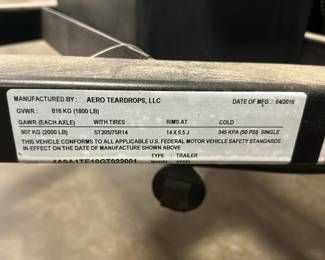 MANUFACTURED BY : AERO TEARDROPS, LLC DATE OF MFG.: 04/2016
GVWR : 816 KG (1800 LB)
GAWR (EACH AXLE) WITH TIRES RIMS AT COLD
907 KG (2000 LB) ST205/75R14 14 X 5.5 J 345 KPA (50 PSI) SINGLE
THIS VEHICLE CONFORMS TO ALL APPLICABLE U.S. FEDERAL MOTOR VEHICLE SAFETY STANDARDS
IN EFFECT ON THE DATE OF MANUFACTURE SHOWN ABOVE
TYPE : TRAILER